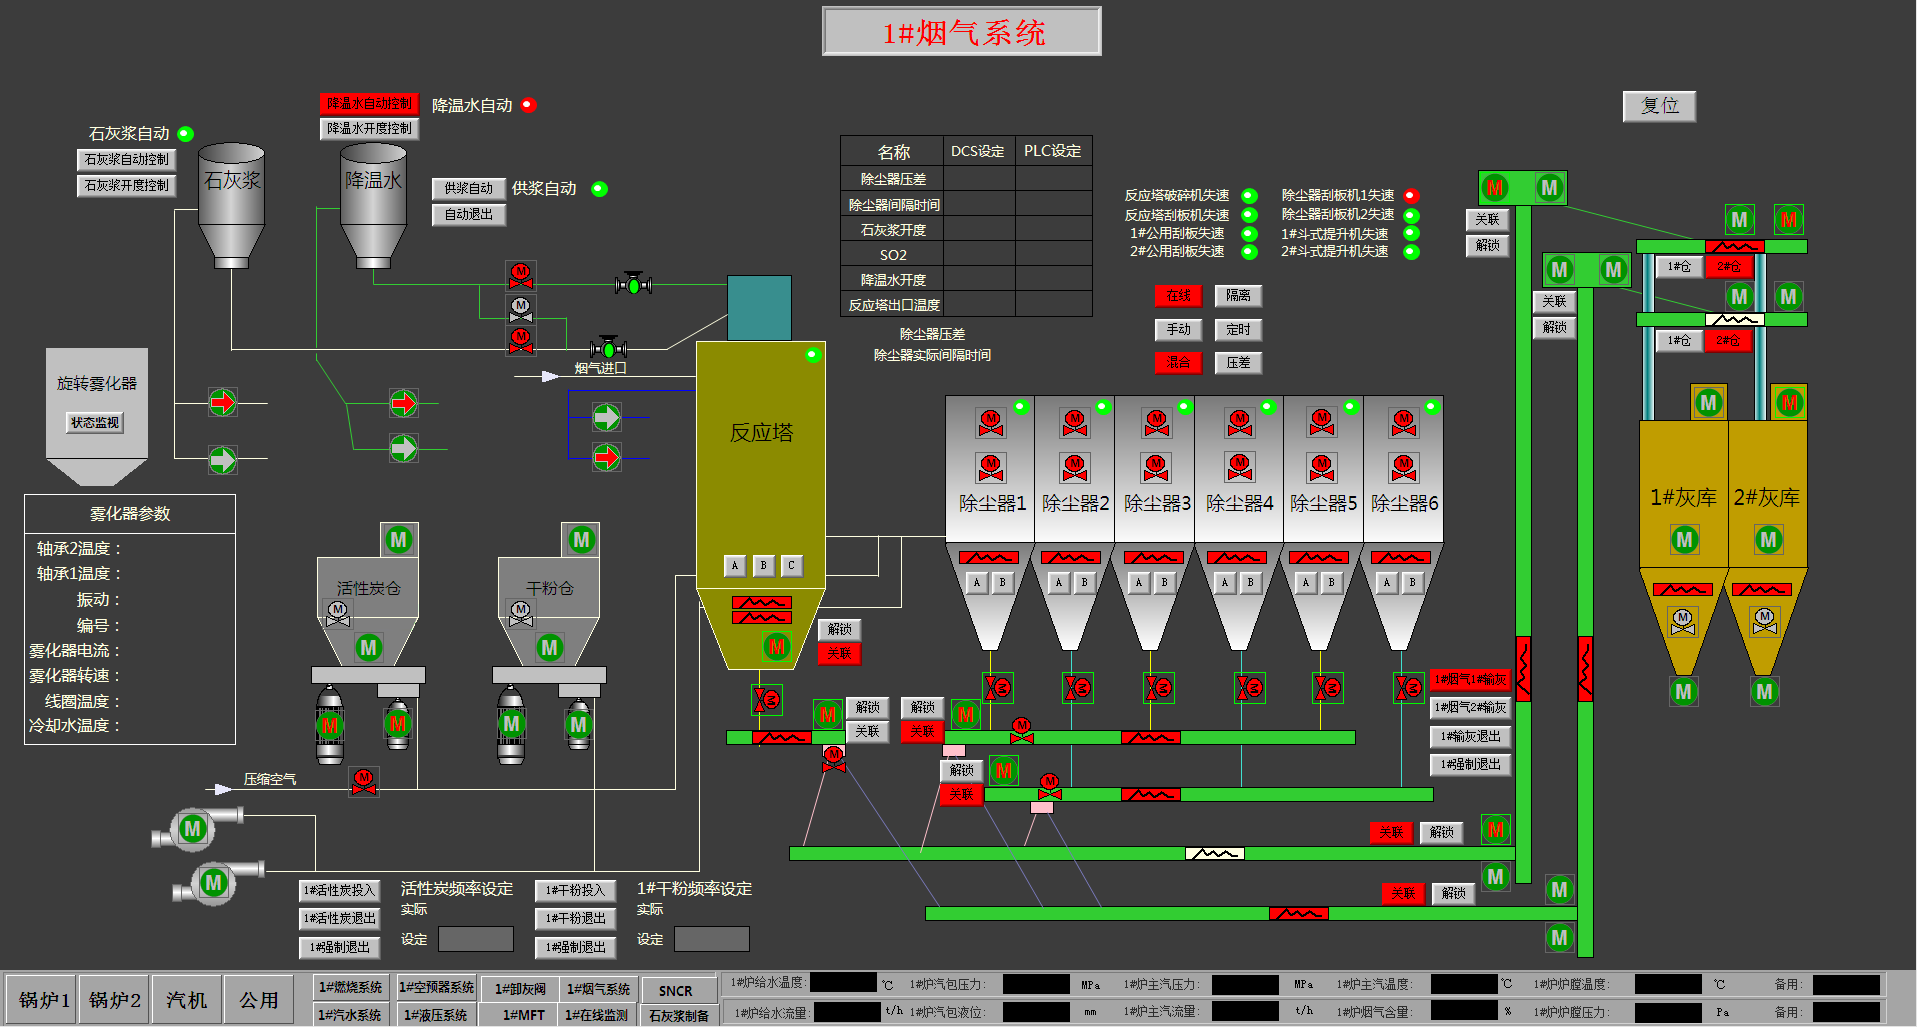 1#烟气系统
复位
降温水自动控制 降温水自动
降温水开度控制
石灰浆自动
石灰浆自动控制
石灰浆开度控制
石灰浆
降温水
供浆自动 供浆自动
自动退出
名称 DCS设定 PLC设定
除尘器压差
除尘器间隔时间
石灰浆开度
SO2
降温水开度
反应塔出口温度
除尘器压差
除尘器实际间隔时间
反应塔破碎机失速 除尘器刮板机1失速
反应塔刮板机失速 除尘器刮板机2失速
1#公用刮板失速 1#斗式提升机失速
2#公用刮板失速 2#斗式提升机失速
在线 隔离
手动 定时
混合 压差
M M
关联
解锁
M M
关联
解锁
M M
1#仓 2#仓
M M
1#仓 2#仓
M M
1#灰库 2#灰库
M M
M M
M M
M
M
M
烟气进口
旋转雾化器
状态监视
雾化器参数
轴承2温度：
轴承1温度：
振动：
编号：
雾化器电流：
雾化器转速：
线圈温度：
冷却水温度：
反应塔
A B C
M
解锁
关联
M M M M M M
M M M M M M
除尘器1 除尘器2 除尘器3 除尘器4 除尘器5 除尘器6
A B A B A B A B A B A B
M M M M M M
M
活性炭仓
M
M
M M
M
干粉仓
M
M
M M
M
M 解锁
关联
M
解锁 M
关联
M
解锁 M
关联
M
1#烟气1#输灰
1#烟气2#输灰
1#输灰退出
1#强制退出
关联 解锁 M
M
关联 解锁 M
M
压缩空气
M
M
M
1#活性炭投入
1#活性炭退出
1#强制退出
活性炭频率设定
实际
设定
1#干粉投入
1#干粉退出
1#强制退出
1#干粉频率设定
实际
设定
锅炉1 锅炉2 汽机 公用
1#燃烧系统 1#空预器系统 1#卸灰阀 1#烟气系统 SNCR
1#汽水系统 1#液压系统 1#MFT 1#在线监测 石灰浆制备
1#炉给水温度： ℃ 1#炉汽包压力： MPa 1#炉主汽压力： MPa 1#炉主汽温度： ℃ 1#炉炉膛温度： ℃ 备用：
1#炉给水流量： t/h 1#炉汽包液位： mm 1#炉主汽流量： t/h 1#炉烟气含量： % 1#炉炉膛压力： Pa 备用：